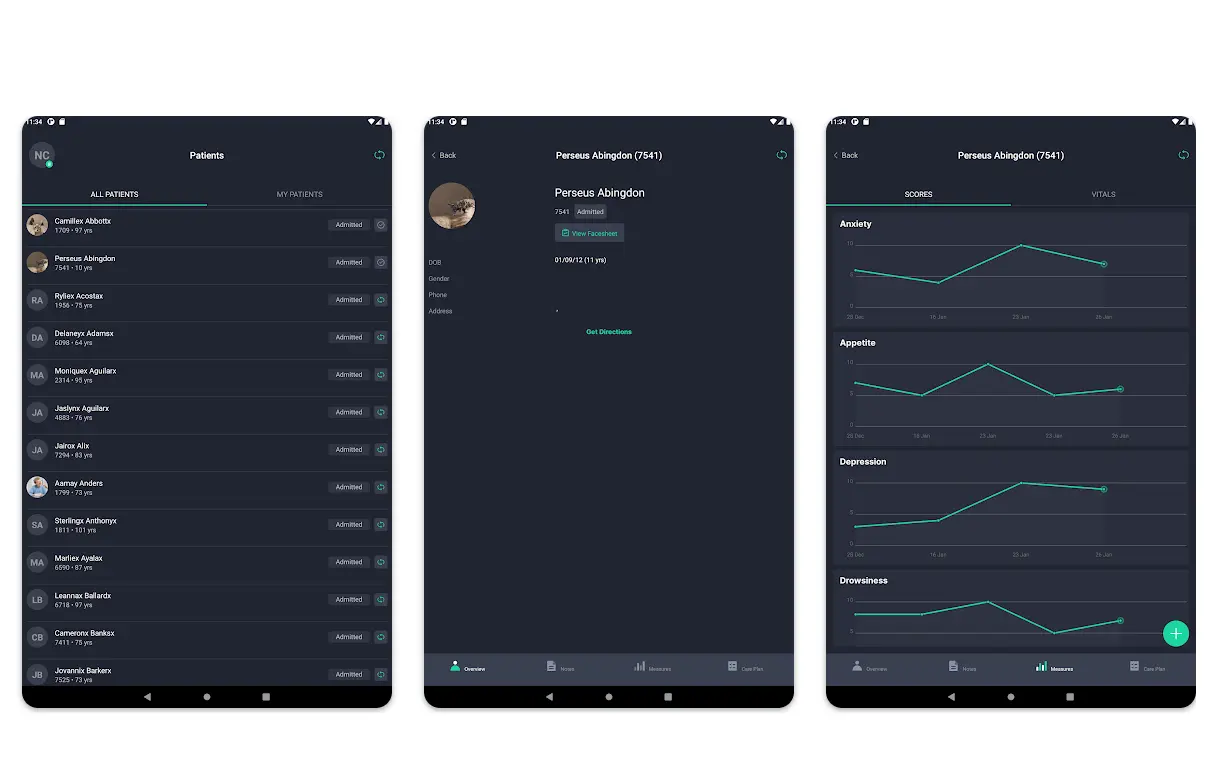 11:34
NC
Patients
ALL PATIENTS
MY PATIENTS
Camillex Abbottx
1709 • 97 yrs
Admitted
Perseus Abingdon
7541 • 10 yrs
Admitted
RA
Ryliex Acostax
1956 • 75 yrs
Admitted
DA
Delaneyx Adamsx
6098 • 64 yrs
Admitted
MA
Moniquex Aguilarx
2314 • 95 yrs
Admitted
JA
Jaslynx Aguilarx
4883 • 76 yrs
Admitted
JA
Jairox Alix
7294 • 83 yrs
Admitted
Aamay Anders
1799 • 73 yrs
Admitted
SA
Sterlingx Anthonyx
1811 • 101 yrs
Admitted
MA
Marliex Ayalax
6590 • 87 yrs
Admitted
LB
Leannax Ballardx
6718 • 97 yrs
Admitted
CB
Cameronx Banksx
7411 • 75 yrs
Admitted
JB
Jovannix Barkerx
7525 • 73 yrs
Admitted
11:34
Back
Perseus Abingdon (7541)
Perseus Abingdon
7541
Admitted
View Facesheet
DOB
01/09/12 (11 yrs)
Gender
Phone
Address
Get Directions
Overview
Notes
Measures
Care Plan
11:34
Back
Perseus Abingdon (7541)
SCORES
VITALS
Anxiety
10
5
0
28 Dec
16 Jan
23 Jan
26 Jan
Appetite
10
5
0
28 Dec
16 Jan
23 Jan
23 Jan
26 Jan
Depression
10
5
0
28 Dec
16 Jan
23 Jan
26 Jan
Drowsiness
10
5
Overview
Notes
Measures
Care Plan